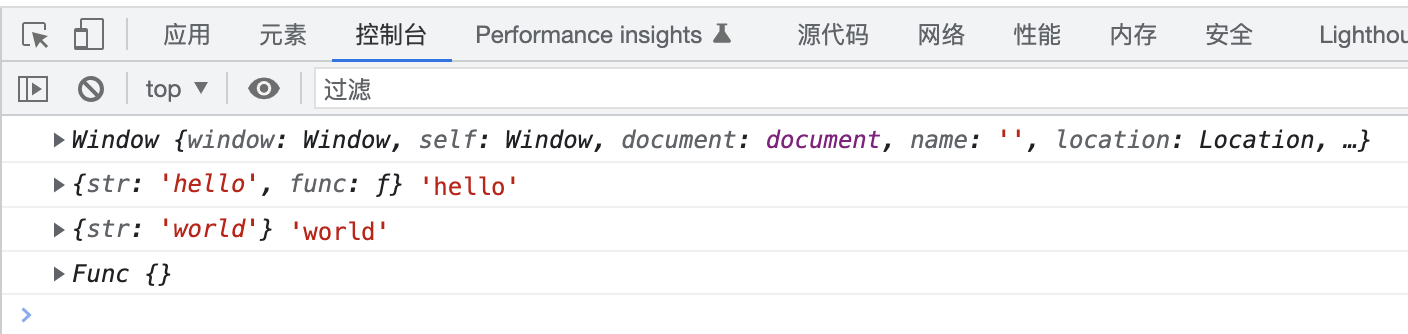 应用 元素 控制台 Performance insights 源代码 网络 性能 内存 安全 Lighthou
top 过滤
Window {window: Window, self: Window, document: document, name: '', location: Location, …}
{str: 'hello', func: ƒ} 'hello'
{str: 'world'} 'world'
Func {}